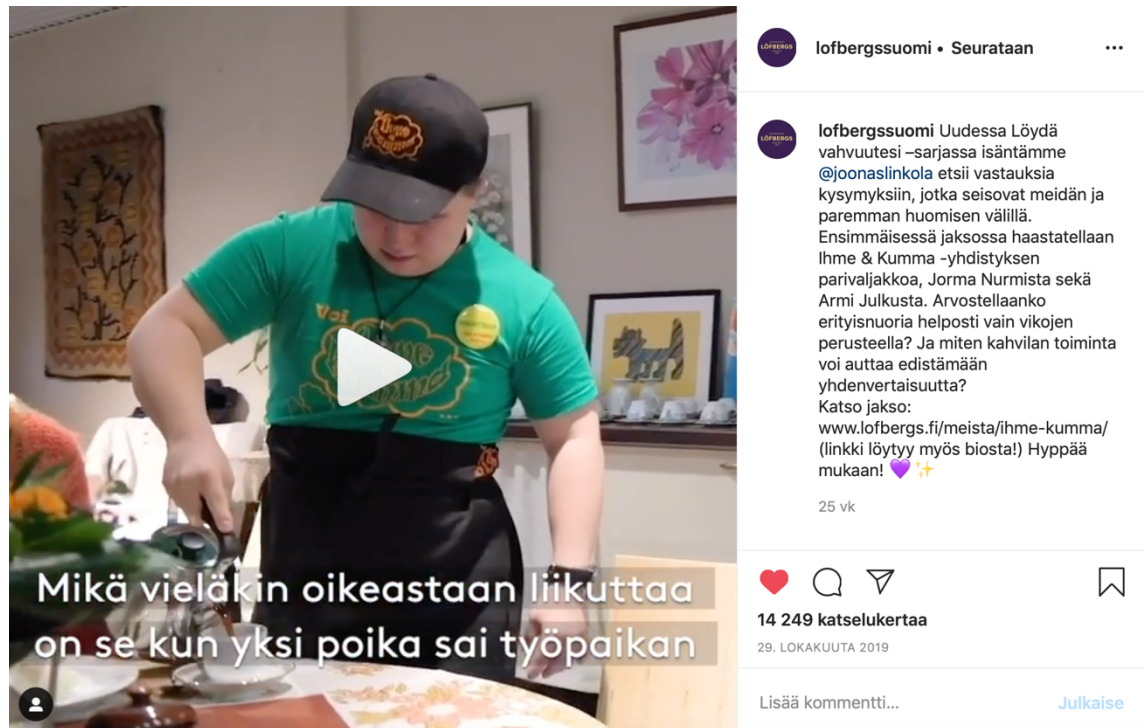 LÖFBERGS
lofbergssuomi • Seurataan
LÖFBERGS
lofbergssuomi Uudessa Löydä
vahvuutesi –sarjassa isäntämme
@joonaslinkola etsii vastauksia
kysymyksiin, jotka seisovat meidän ja
paremman huomisen välillä.
Ensimmäisessä jaksossa haastatellaan
Ihme & Kumma -yhdistyksen
parivaljakkoa, Jorma Nurmista sekä
Armi Julkusta. Arvostellaanko
erityisnuoria helposti vain vikojen
perusteella? Ja miten kahvilan toiminta
voi auttaa edistämään
yhdenvertaisuutta?
Katso jakso:
www.lofbergs.fi/meista/ihme-kumma/
(linkki löytyy myös biosta!) Hyppää
mukaan! 💜✨
25 vk
14 249 katselukertaa
29. LOKAKUUTA 2019
Lisää kommentti... Julkaise
Voi
Mikä vieläkin oikeastaan liikuttaa
on se kun yksi poika sai työpaikan